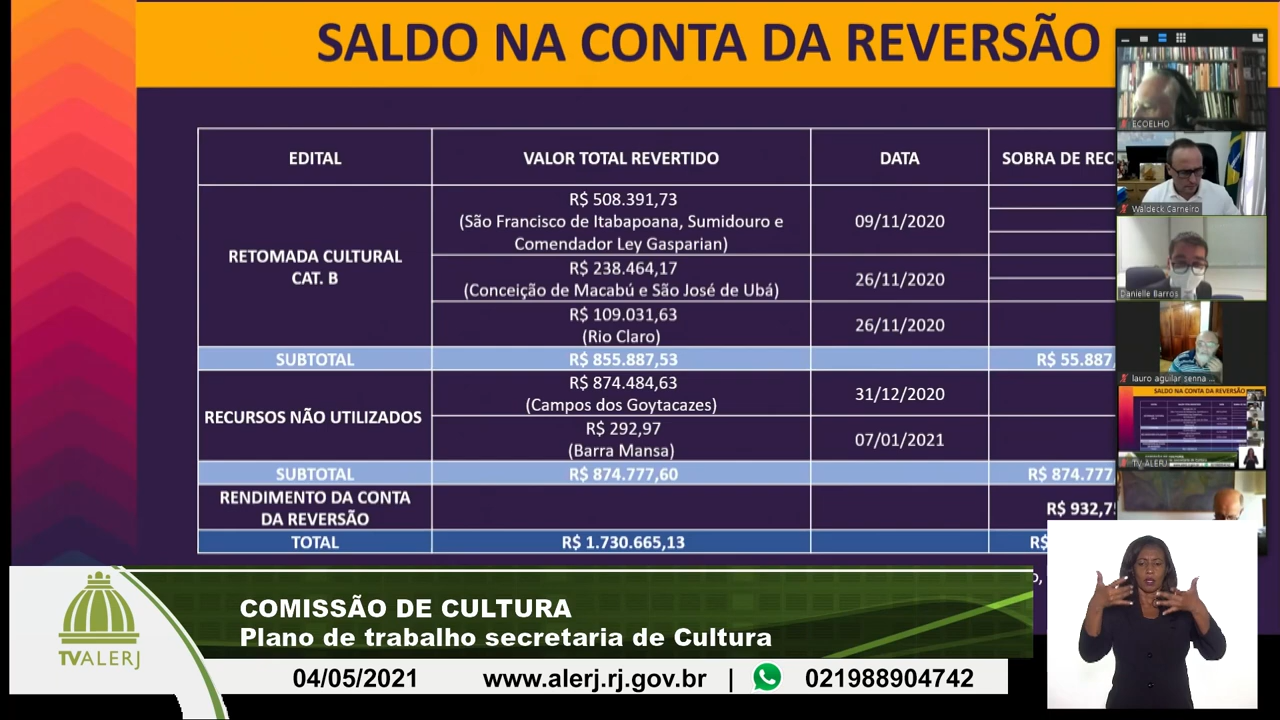 SALDO NA CONTA DA REVERSÃO
EDITAL
VALOR TOTAL REVERTIDO
DATA
SOBRA DE REC
RETOMADA CULTURAL
CAT. B
R$ 508.391,73
(São Francisco de Itabapoana, Sumidouro e
Comendador Ley Gasparian)
09/11/2020
R$ 238.464,17
(Conceição de Macabú e São José de Ubá)
26/11/2020
R$ 109.031,63
(Rio Claro)
26/11/2020
SUBTOTAL
R$ 855.887,53
R$ 55.887,
RECURSOS NÃO UTILIZADOS
R$ 874.484,63
(Campos dos Goytacazes)
31/12/2020
R$ 292,97
(Barra Mansa)
07/01/2021
SUBTOTAL
R$ 874.777,60
R$ 874.777
RENDIMENTO DA CONTA
DA REVERSÃO
R$ 932,7
TOTAL
R$ 1.730.665,13
R$
ECOELHO
Waldeck Carneiro
Danielle Barros
lauro aguilar senna ...
SALDO NA CONTA DA REVERSÃO
TV ALERJ
COMISSÃO DE CULTURA
Plano de trabalho secretaria de Cultura
TVALERJ
04/05/2021
www.alerj.rj.gov.br |
021988904742